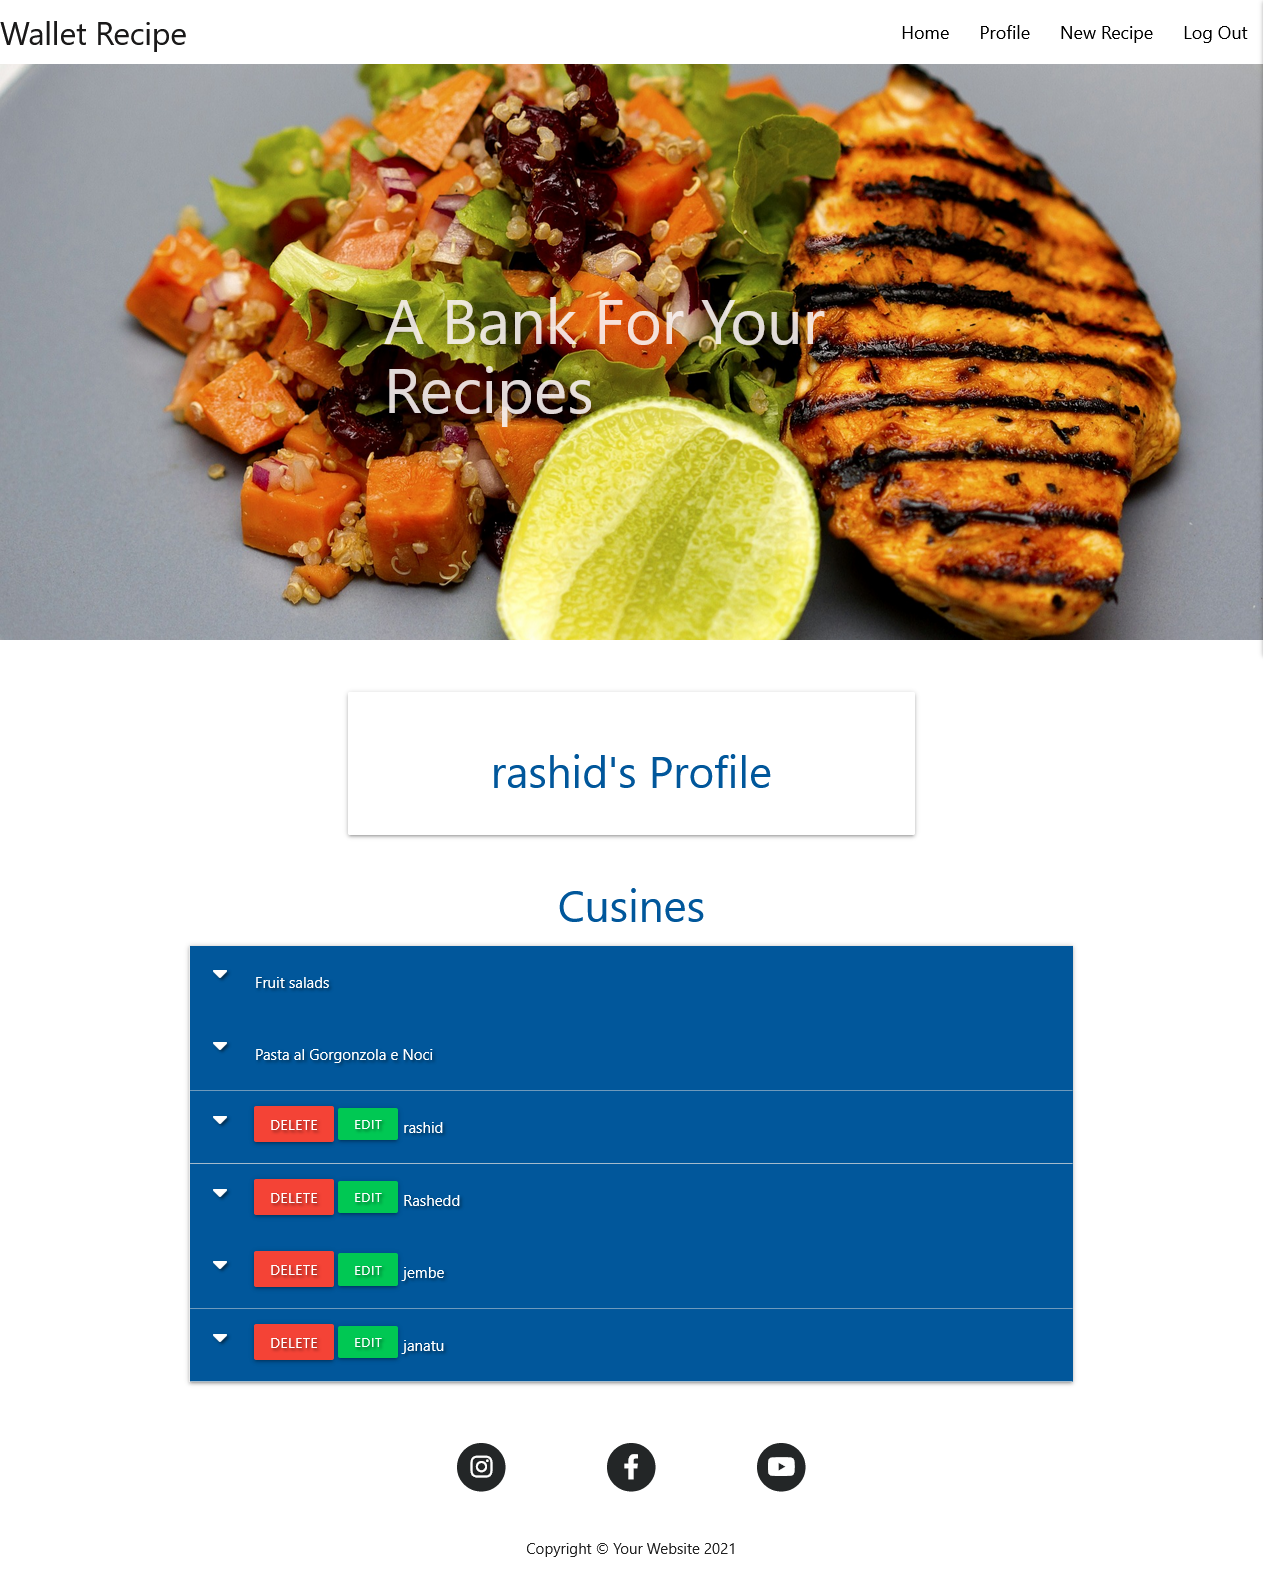 Wallet Recipe
Home Profile New Recipe Log Out
A Bank For Your
Recipes
rashid's Profile
Cusines
Fruit salads
Pasta al Gorgonzola e Noci
DELETE EDIT rashid
DELETE EDIT Rashedd
DELETE EDIT jembe
DELETE EDIT janatu
Copyright © Your Website 2021